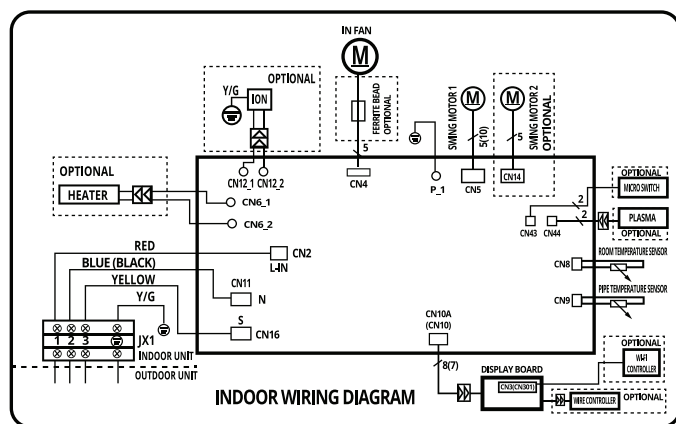 IN FAN
M
OPTIONAL
Y/G
ION
FERRITE BEAD
OPTIONAL
5
SWING MOTOR 1
M
5(10)
SWING MOTOR 2
OPTIONAL
M
5
CN12_1
CN12_2
CN4
P_1
CN5
CN14
OPTIONAL
HEATER
CN6_1
CN6_2
OPTIONAL
MICRO SWITCH
2
2
PLASMA
OPTIONAL
CN43
CN44
RED
CN2
L-IN
BLUE (BLACK)
YELLOW
Y/G
CN11
N
S
CN16
CN8
ROOM TEMPERATURE SENSOR
CN9
PIPE TEMPERATURE SENSOR
CN10A
(CN10)
1 2 3
JX1
INDOOR UNIT
OUTDOOR UNIT
8(7)
DISPLAY BOARD
CN3(CN301)
OPTIONAL
WI-FI
CONTROLLER
WIRE CONTROLLER
OPTIONAL
INDOOR WIRING DIAGRAM